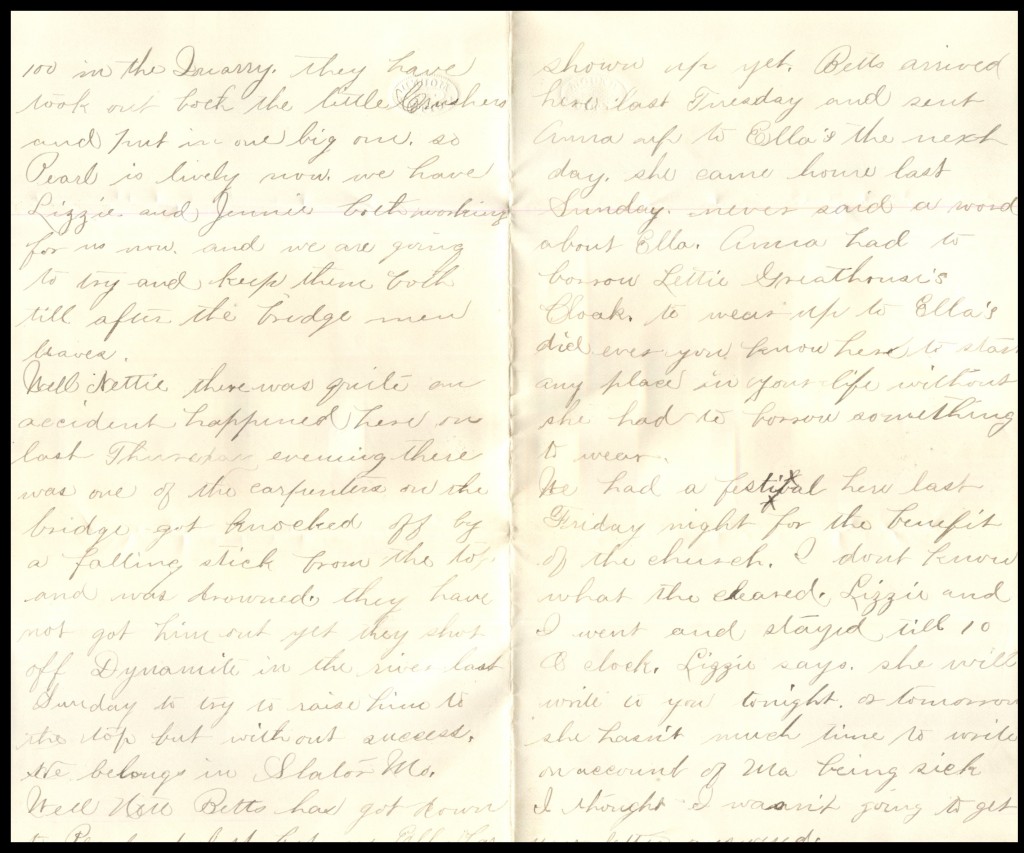 100 in the Quarry. they have
took out both the little Crushers
and put in one big one. so
Pearl is lively now. we have
Lizzie. and Jennie both working
for us now. and we are going
to try and keep them both
till after the bridge men
leaves.
Well Nettie there was quite an
accident happened here on
last Thursday evening there
was one of the carpenters on the
bridge got knocked off by
a falling stick from the top
and was drowned. they have
not got him out yet they shot
off Dynamite in the river last
Sunday to try to raise him to
the top but without success.
He belongs in Slator Mo.
Well Nett Betts has got down
to
shown up yet. Betts arrived
here last Tuesday and sent
Anna up to Ella's the next
day. she came home last
Sunday. never said a word
about Ella. Anna had to
borrow Lettie Greathouse's
Cloak. to wear up to Ella's
did ever you know her to start
any place in your life without
she had to borrow something
to wear.
We had a festival here last
Friday night for the benefit
of the church. I dont know
what the cleared. Lizzie and
I went and stayed till 10
O clock. Lizzie says. she will
write to you tonight. or tomorrow
she hasn't much time to write
on account of Ma being sick
I thought I wasn't going to get